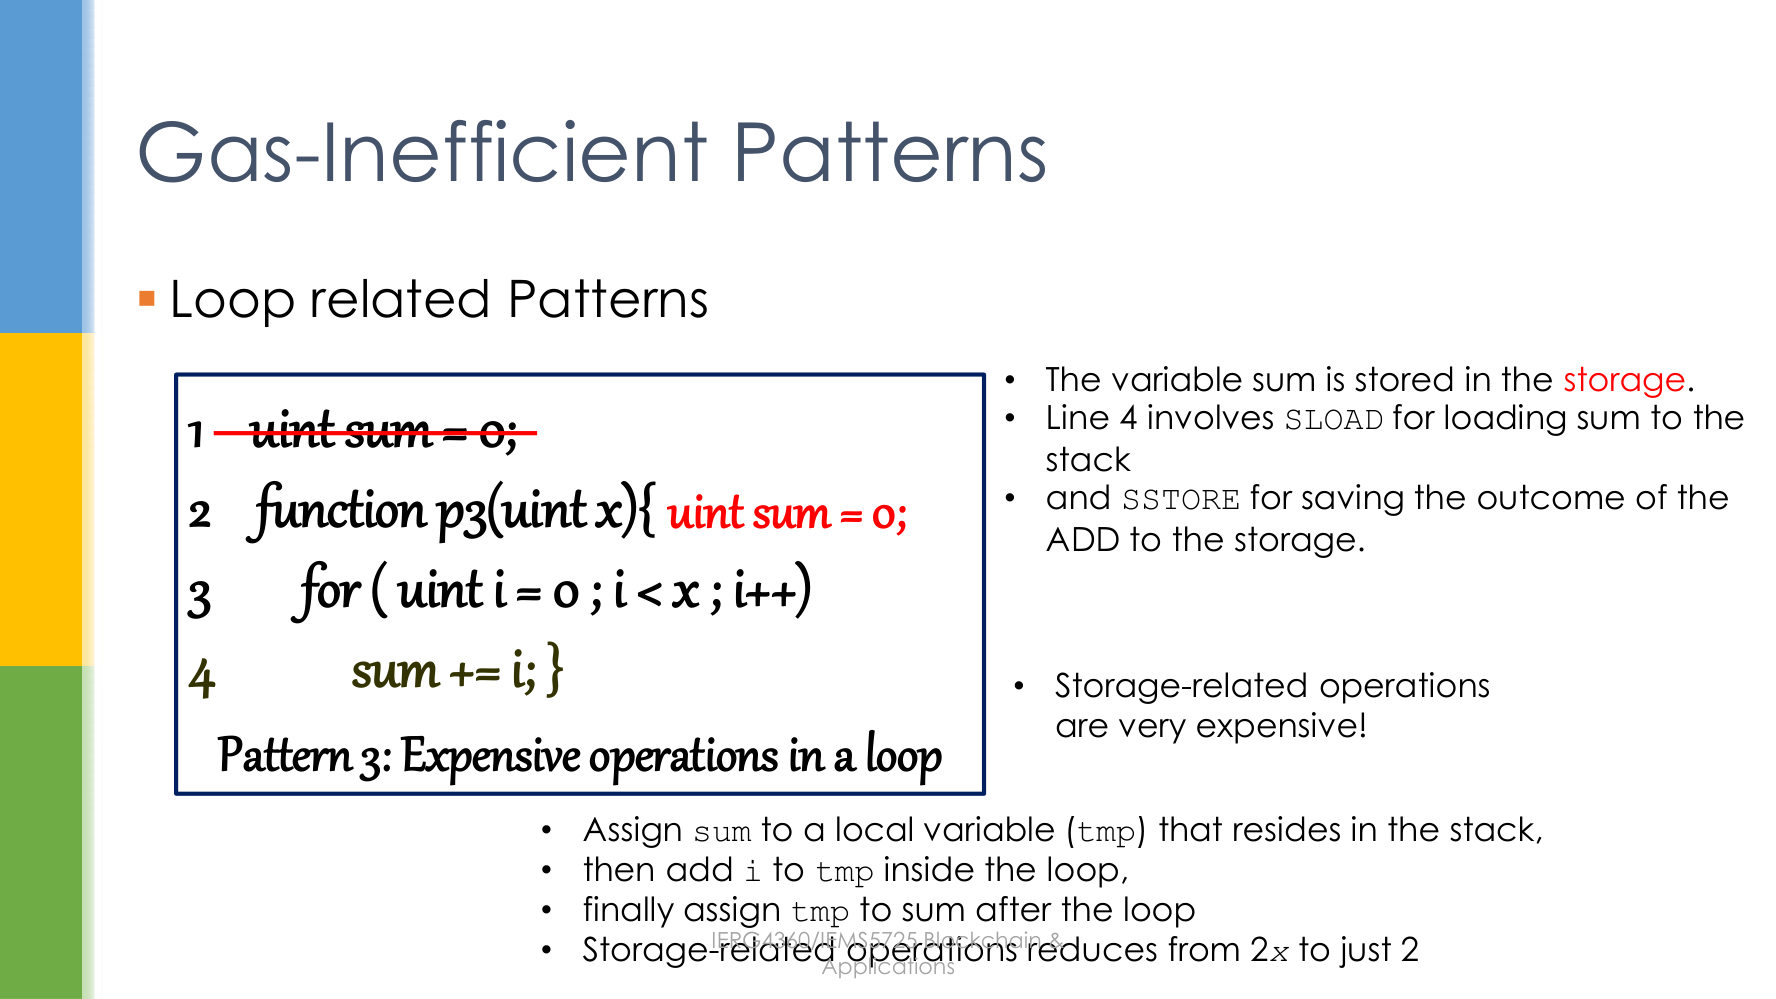 Gas-Inefficient Patterns
Loop related Patterns
1 uint sum = 0;
2 function p3(uint x){ uint sum = 0;
3 for ( uint i = 0 ; i < x ; i++)
4 sum += i; }
Pattern 3: Expensive operations in a loop
• The variable sum is stored in the storage.
• Line 4 involves SLOAD for loading sum to the
stack
• and SSTORE for saving the outcome of the
ADD to the storage.
• Storage-related operations
are very expensive!
• Assign sum to a local variable (tmp) that resides in the stack,
• then add i to tmp inside the loop,
• finally assign tmp to sum after the loop
• Storage-related operations reduces from 2x to just 2
IERG4360/IEMS5725 Blockchain &
Applications